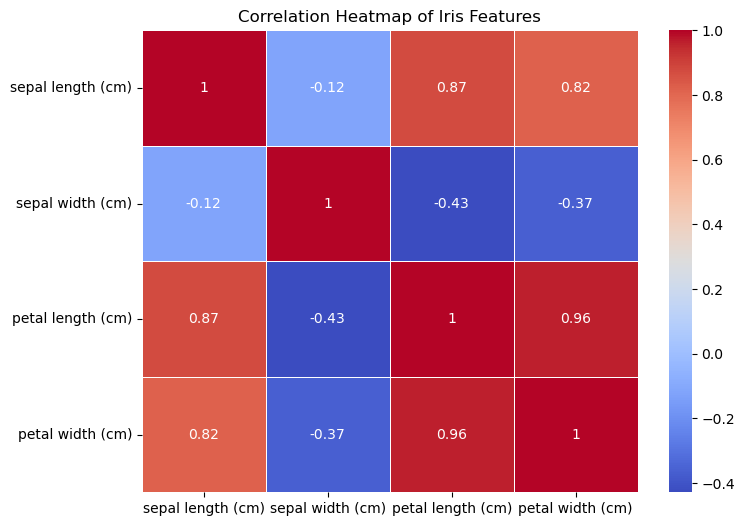 Correlation Heatmap of Iris Features
sepal length (cm) 1 -0.12 0.87 0.82
sepal width (cm) -0.12 1 -0.43 -0.37
petal length (cm) 0.87 -0.43 1 0.96
petal width (cm) 0.82 -0.37 0.96 1
sepal length (cm) sepal width (cm) petal length (cm) petal width (cm)
1.0
0.8
0.6
0.4
0.2
0.0
−0.2
−0.4